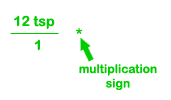 12 tsp
1
*
multiplication
sign